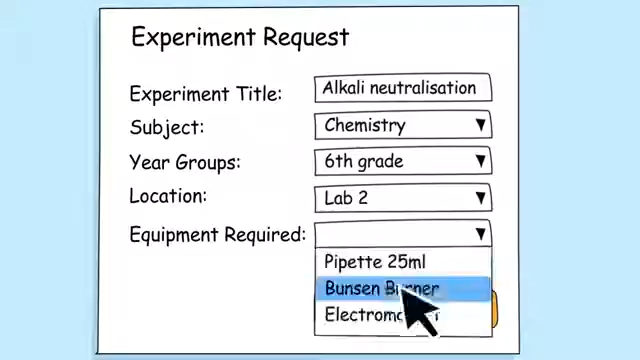 Experiment Request
Experiment Title: Alkali neutralisation
Subject: Chemistry
Year Groups: 6th grade
Location: Lab 2
Equipment Required:
Pipette 25ml
Bunsen Burner